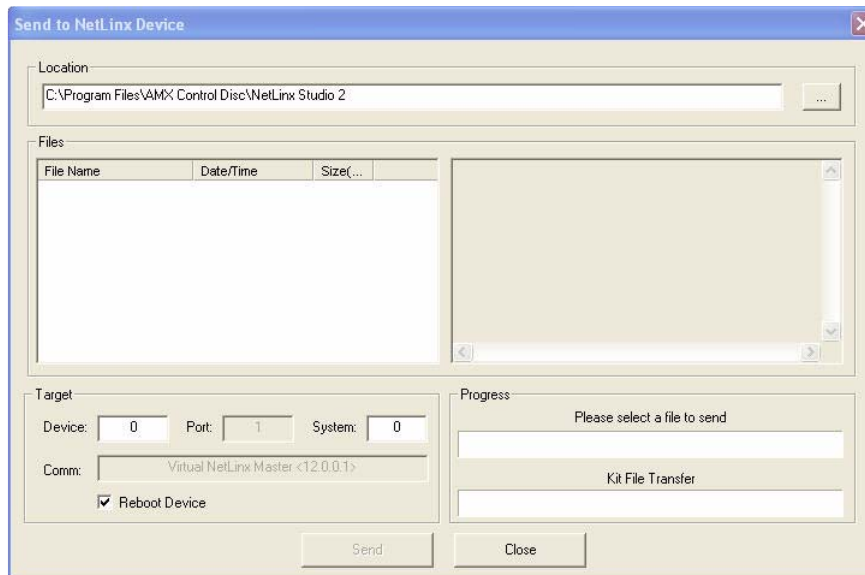 Send to NetLinx Device
Location
C:\Program Files\AMX Control Disc\NetLinx Studio 2
...
Files
File Name Date/Time Size(...
Target
Device: 0 Port: 1 System: 0
Comm: Virtual NetLinx Master <12.0.0.1>
Reboot Device
Progress
Please select a file to send
Kit File Transfer
Send Close